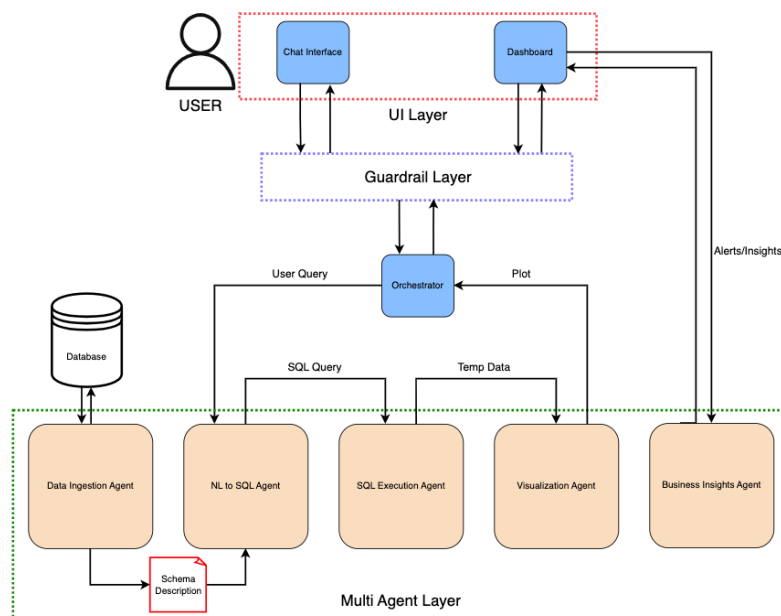 Chat Interface
Dashboard
USER
UI Layer
Guardrail Layer
Alerts/Insights
User Query
Orchestrator
Plot
Database
SQL Query
Temp Data
Data Ingestion Agent
NL to SQL Agent
SQL Execution Agent
Visualization Agent
Business Insights Agent
Schema
Description
Multi Agent Layer